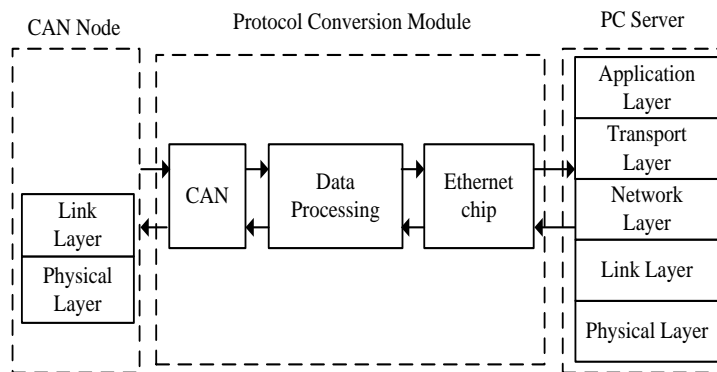 CAN Node
Protocol Conversion Module
PC Server
Link
Layer
Physical
Layer
CAN
Data
Processing
Ethernet
chip
Application
Layer
Transport
Layer
Network
Layer
Link Layer
Physical Layer